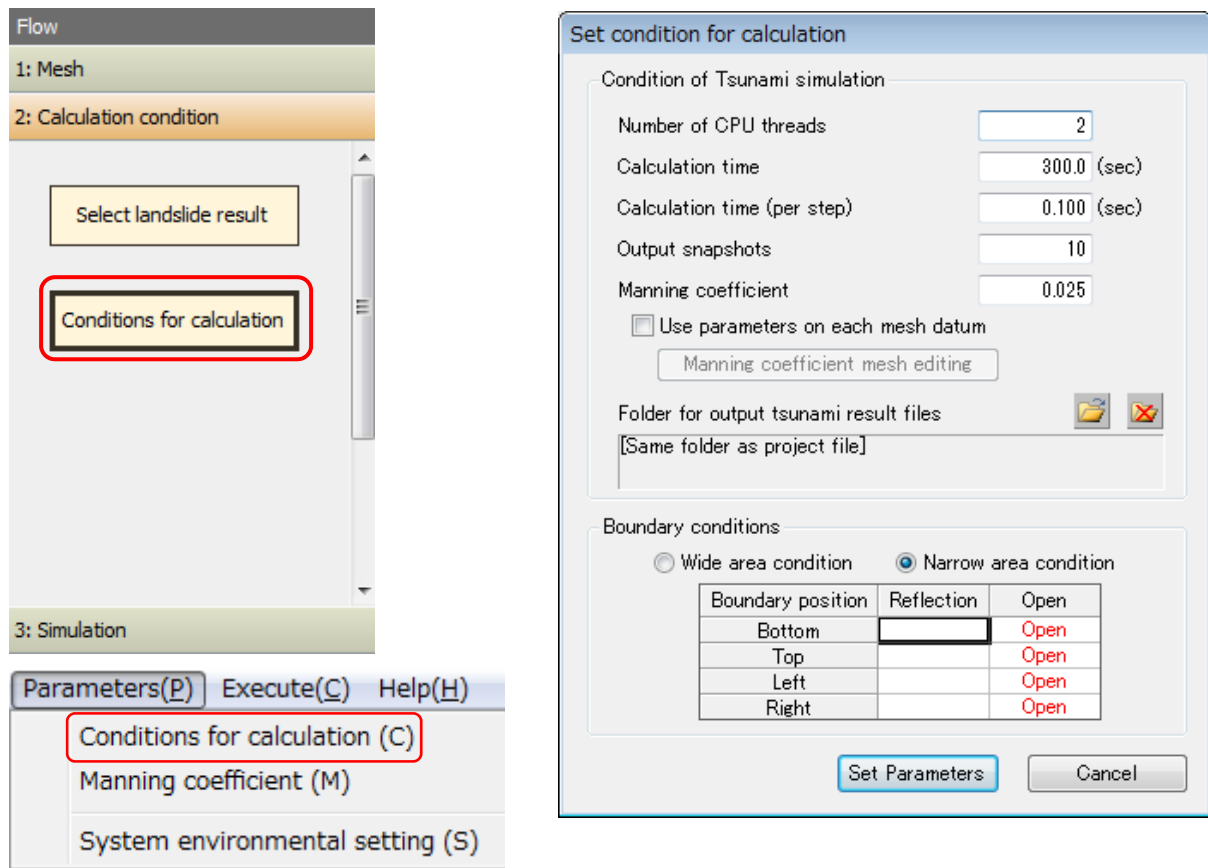 Flow
1: Mesh
2: Calculation condition
Select landslide result
Conditions for calculation
3: Simulation
Parameters(P) Execute(C) Help(H)
Conditions for calculation (C)
Manning coefficient (M)
System environmental setting (S)
Set condition for calculation
Condition of Tsunami simulation
Number of CPU threads 2
Calculation time 300.0 (sec)
Calculation time (per step) 0.100 (sec)
Output snapshots 10
Manning coefficient 0.025
Use parameters on each mesh datum
Manning coefficient mesh editing
Folder for output tsunami result files
[Same folder as project file]
Boundary conditions
Wide area condition Narrow area condition
Boundary position Reflection Open
Bottom Open
Top Open
Left Open
Right Open
Set Parameters Cancel